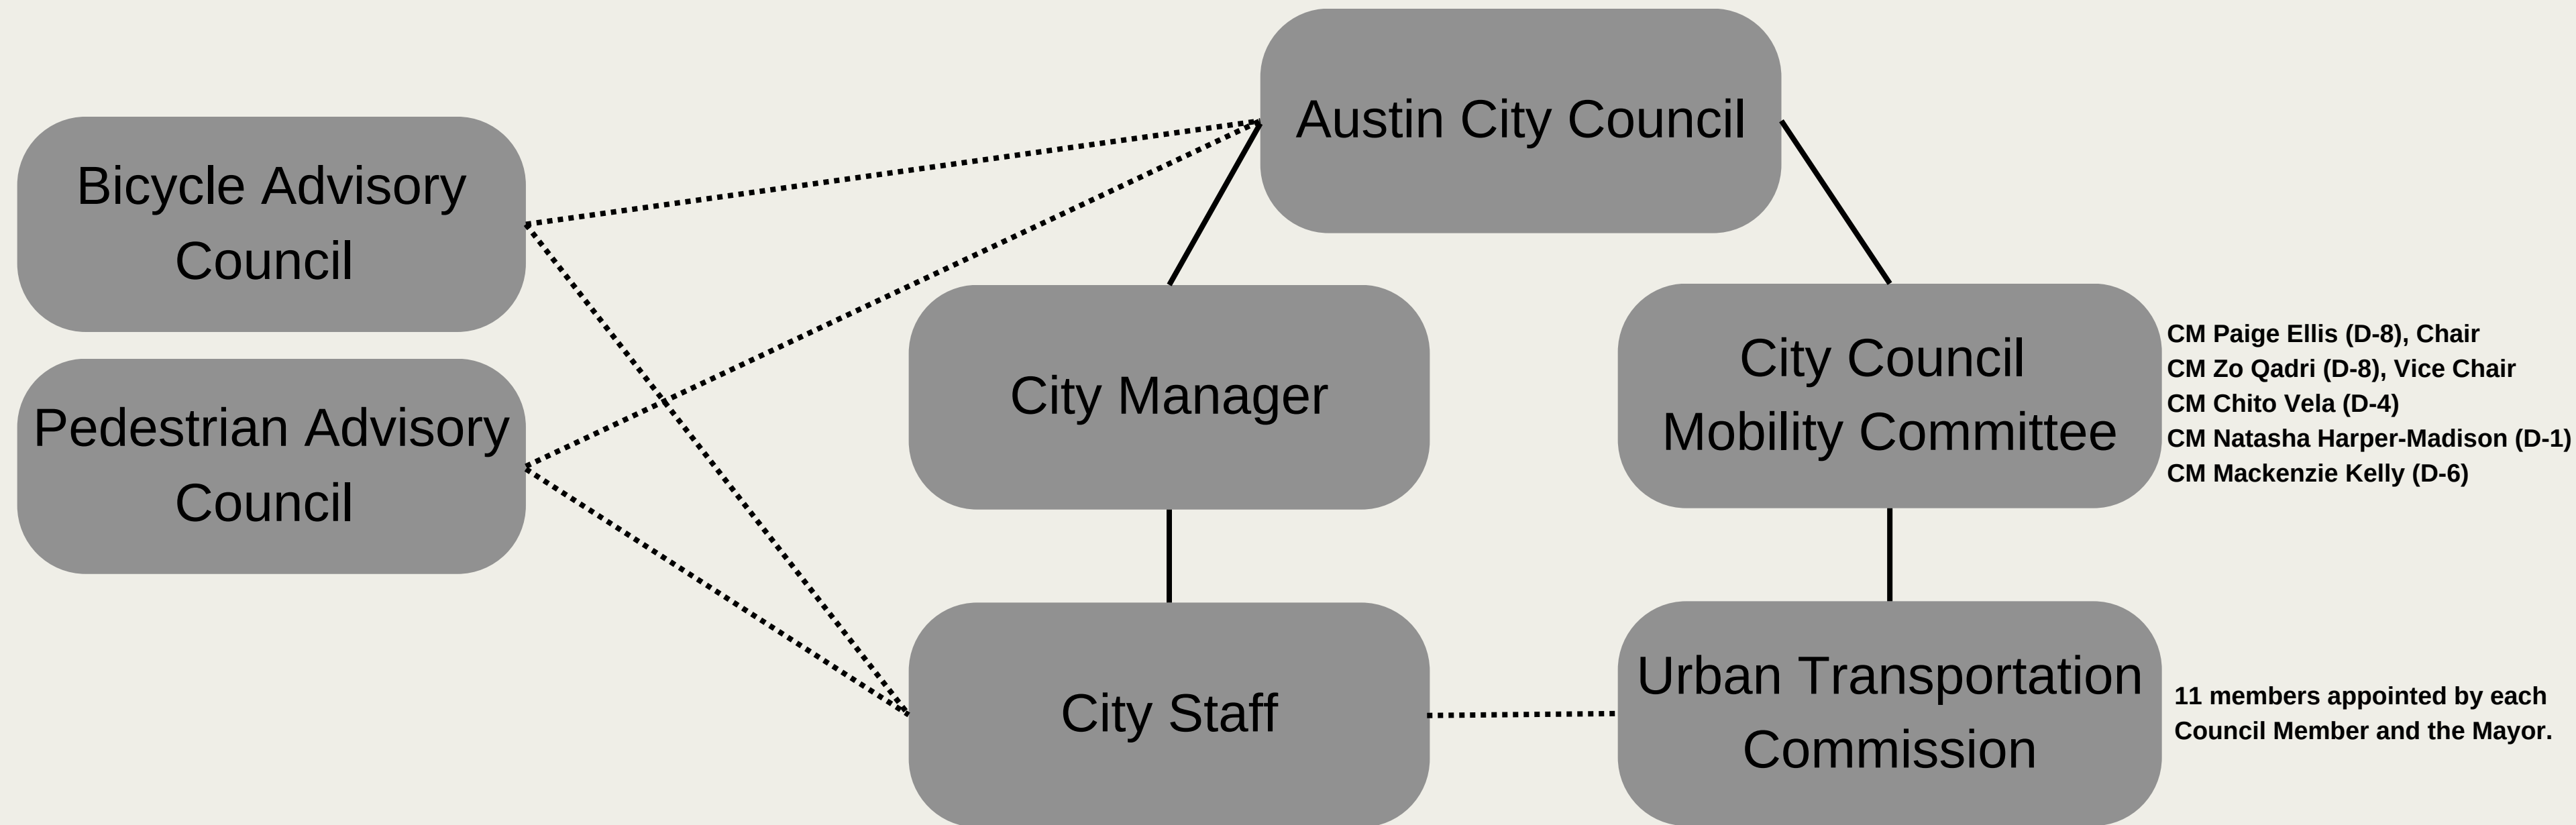 Austin City Council
Bicycle Advisory
Council
Pedestrian Advisory
Council
City Manager
City Council
Mobility Committee
CM Paige Ellis (D-8), Chair
CM Zo Qadri (D-8), Vice Chair
CM Chito Vela (D-4)
CM Natasha Harper-Madison (D-1)
CM Mackenzie Kelly (D-6)
City Staff
Urban Transportation
Commission
11 members appointed by each
Council Member and the Mayor.